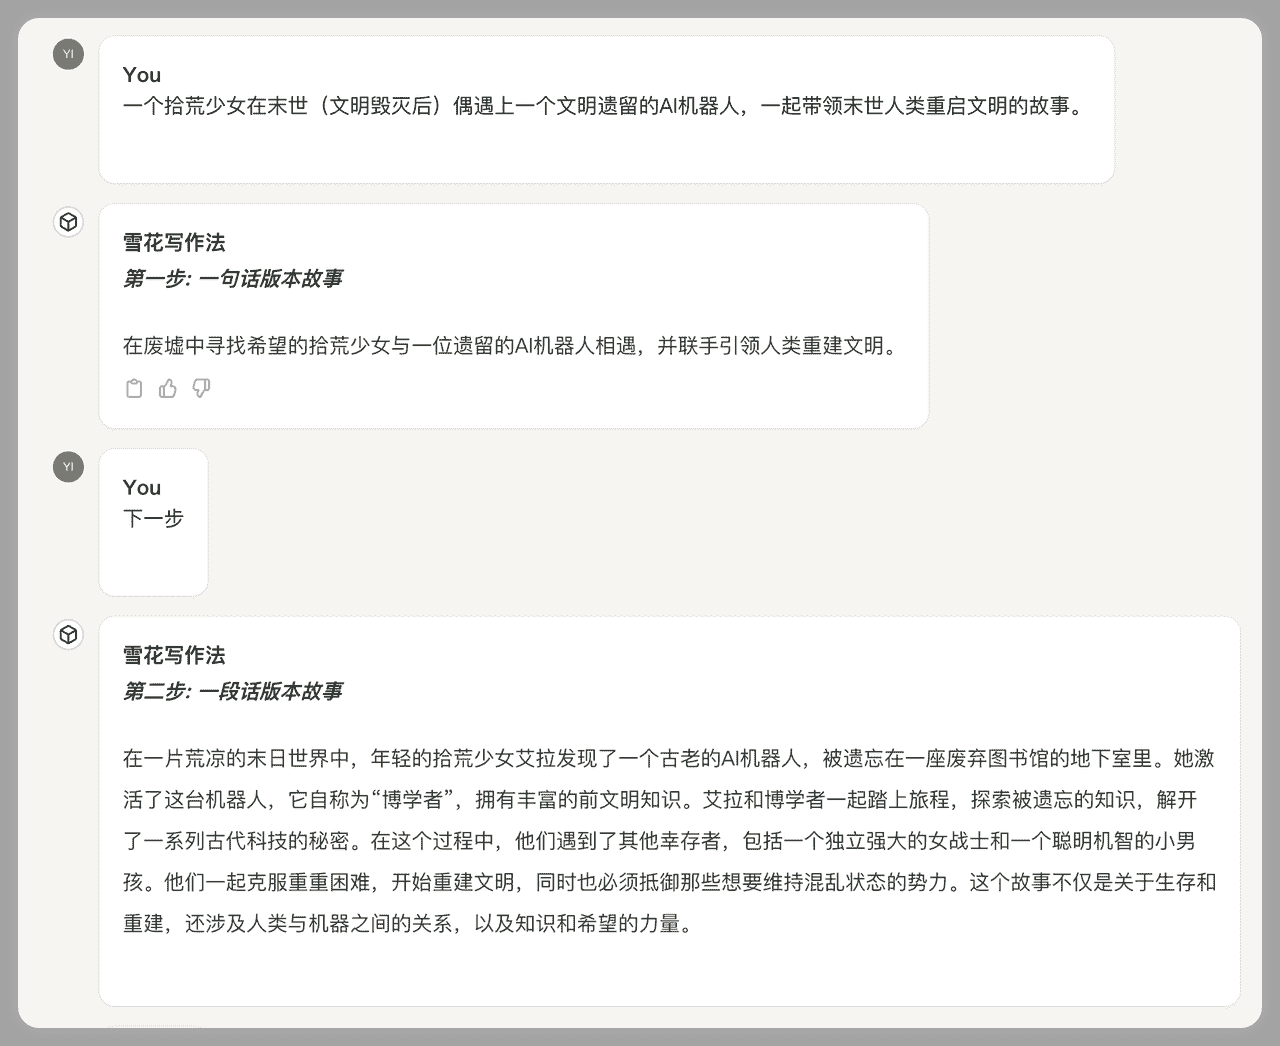 YI
You
一个拾荒少女在末世（文明毁灭后）偶遇上一个文明遗留的AI机器人，一起带领末世人类重启文明的故事。
雪花写作法
第一步: 一句话版本故事
在废墟中寻找希望的拾荒少女与一位遗留的AI机器人相遇，并联手引领人类重建文明。
YI
You
下一步
雪花写作法
第二步: 一段话版本故事
在一片荒凉的末日世界中，年轻的拾荒少女艾拉发现了一个古老的AI机器人，被遗忘在一座废弃图书馆的地下室里。她激
活了这台机器人，它自称为“博学者”，拥有丰富的前文明知识。艾拉和博学者一起踏上旅程，探索被遗忘的知识，解开
了一系列古代科技的秘密。在这个过程中，他们遇到了其他幸存者，包括一个独立强大的女战士和一个聪明机智的小男
孩。他们一起克服重重困难，开始重建文明，同时也必须抵御那些想要维持混乱状态的势力。这个故事不仅是关于生存和
重建，还涉及人类与机器之间的关系，以及知识和希望的力量。